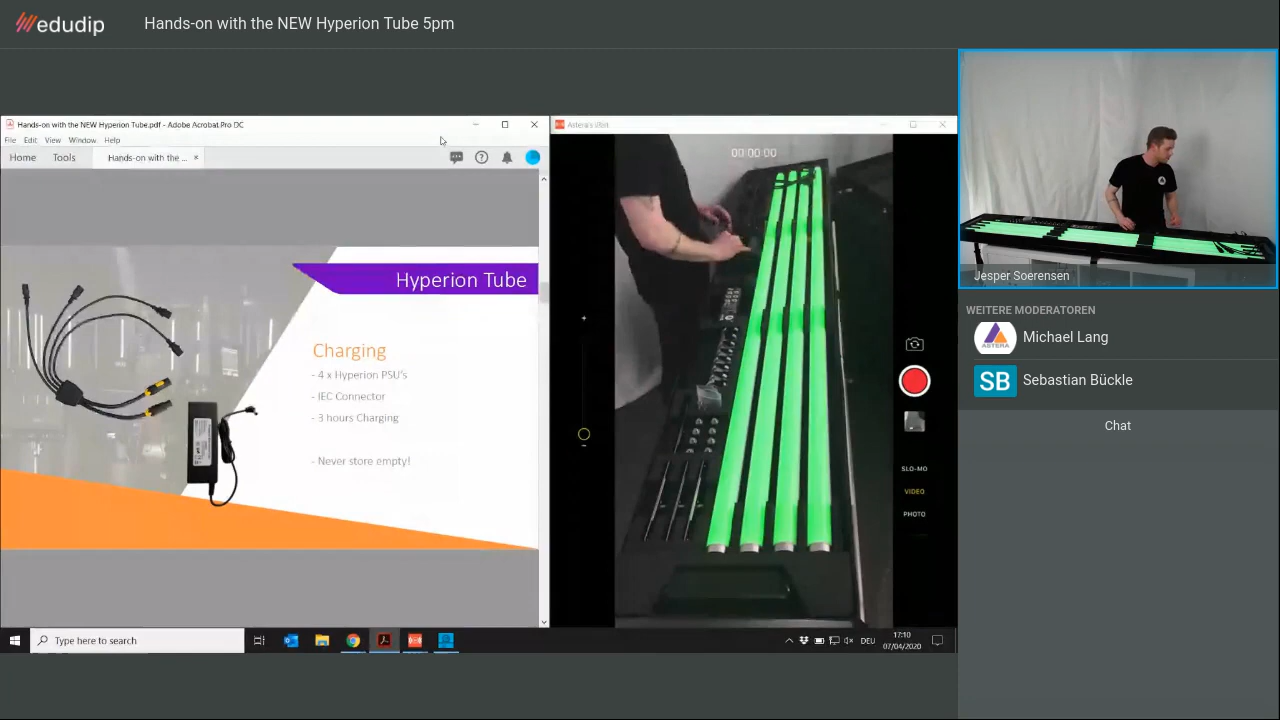 edudip
Hands-on with the NEW Hyperion Tube 5pm
Hands-on with the NEW Hyperion Tube.pdf - Adobe Acrobat Pro DC
File Edit View Window Help
Home Tools Hands-on with the ... ×
Hyperion Tube
Charging
- 4 x Hyperion PSU's
- IEC Connector
- 3 hours Charging
- Never store empty!
Astera's
00:00:00
SLO-MO
VIDEO
PHOTO
Type here to search
DEU
17:10
07/04/2020
Jesper Soerensen
WEITERE MODERATOREN
ASTERA
Michael Lang
SB
Sebastian Bückle
Chat